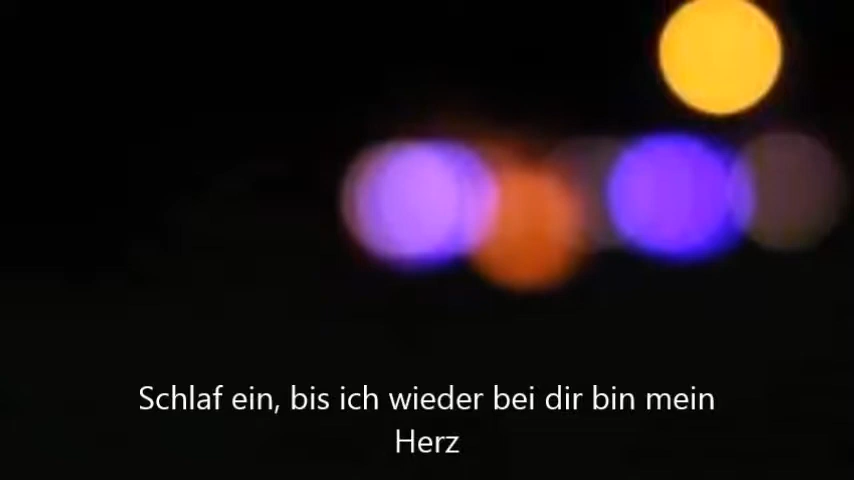 Schlaf ein, bis ich wieder bei dir bin mein
Herz